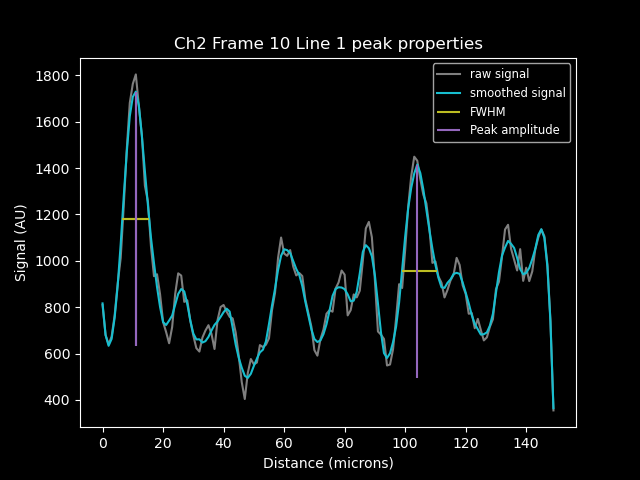 Ch2 Frame 10 Line 1 peak properties
raw signal
smoothed signal
FWHM
Peak amplitude
Signal (AU)
1800
1600
1400
1200
1000
800
600
400
0 20 40 60 80 100 120 140
Distance (microns)